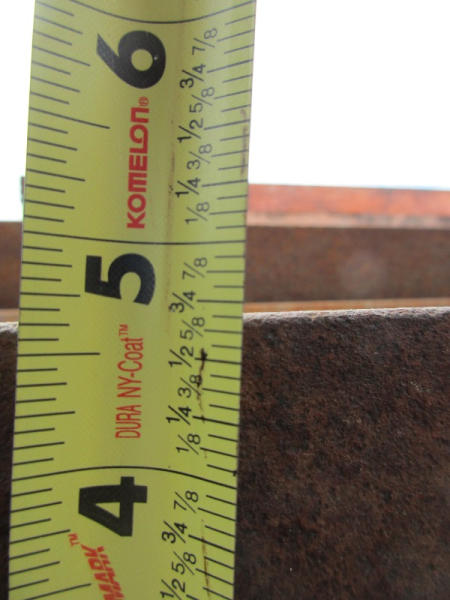 MARK™ 4 DURA NY-Coat™ 5 KOMELON® 6
1/2 5/8 3/4 7/8 1/8 1/4 3/8 1/2 5/8 3/4 7/8 1/8 1/4 3/8 1/2 5/8 3/4 7/8